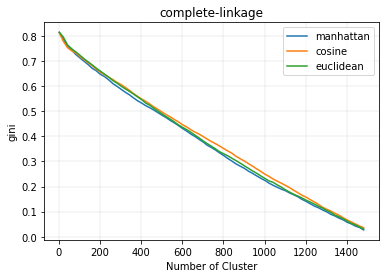 complete-linkage
manhattan
cosine
euclidean
gini
0.8
0.7
0.6
0.5
0.4
0.3
0.2
0.1
0.0
0 200 400 600 800 1000 1200 1400
Number of Cluster